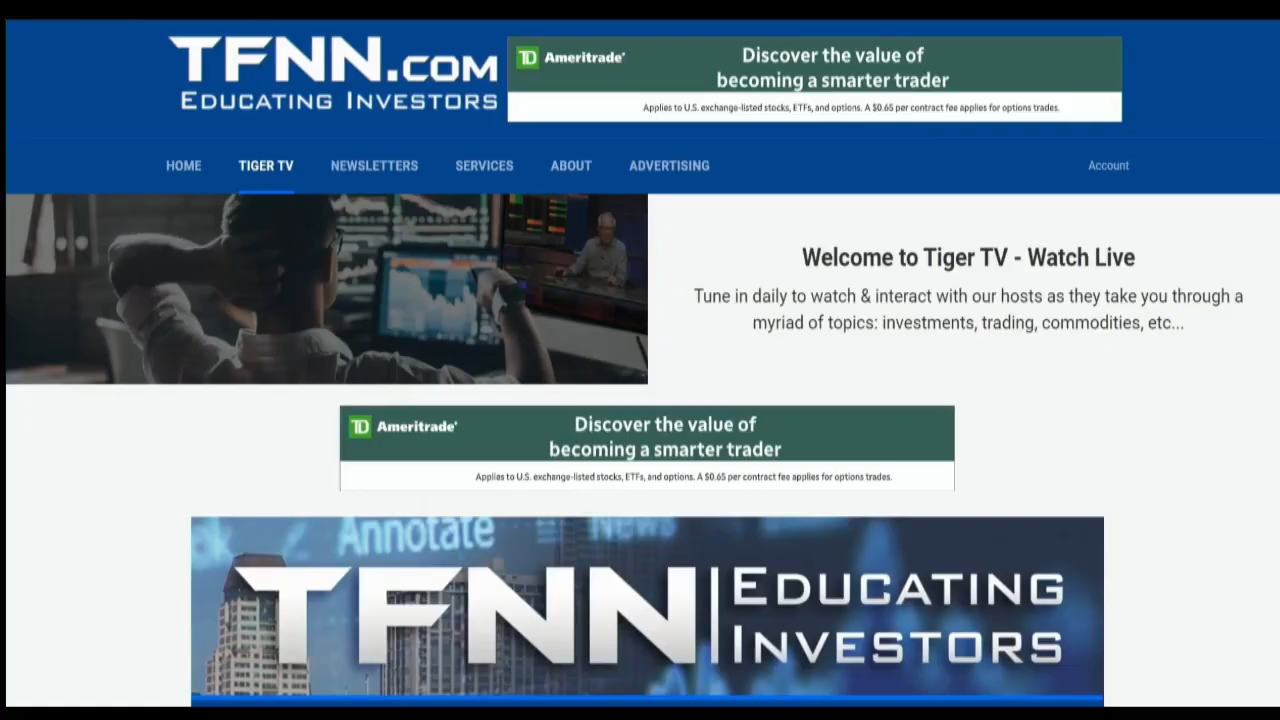 TFNN.COM
EDUCATING INVESTORS
TD Ameritrade®
Discover the value of
becoming a smarter trader
Applies to U.S. exchange-listed stocks, ETFs, and options. A $0.65 per contract fee applies for options trades.
HOME TIGER TV NEWSLETTERS SERVICES ABOUT ADVERTISING Account
Welcome to Tiger TV - Watch Live
Tune in daily to watch & interact with our hosts as they take you through a
myriad of topics: investments, trading, commodities, etc...
TD Ameritrade®
Discover the value of
becoming a smarter trader
Applies to U.S. exchange-listed stocks, ETFs, and options. A $0.65 per contract fee applies for options trades.
Annotate News
TFNN EDUCATING
INVESTORS